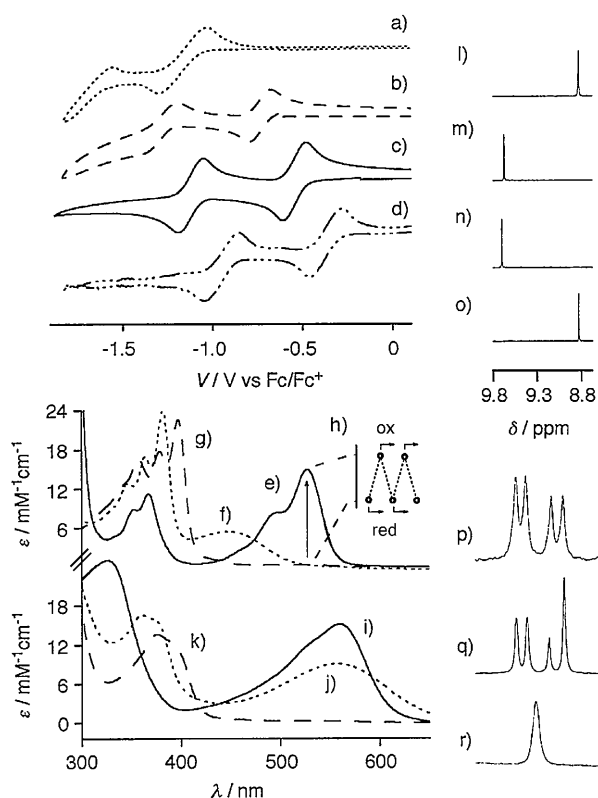 a)
b)
c)
d)
-1.5 -1.0 -0.5 0
V / V vs Fc/Fc⁺
l)
m)
n)
o)
9.8 9.3 8.8
δ / ppm
24
18
12
6
ε / mM⁻¹cm⁻¹
g)
f)
e)
h)
ox
red
18
12
6
0
ε / mM⁻¹cm⁻¹
k)
j)
i)
300 400 500 600
λ / nm
p)
q)
r)